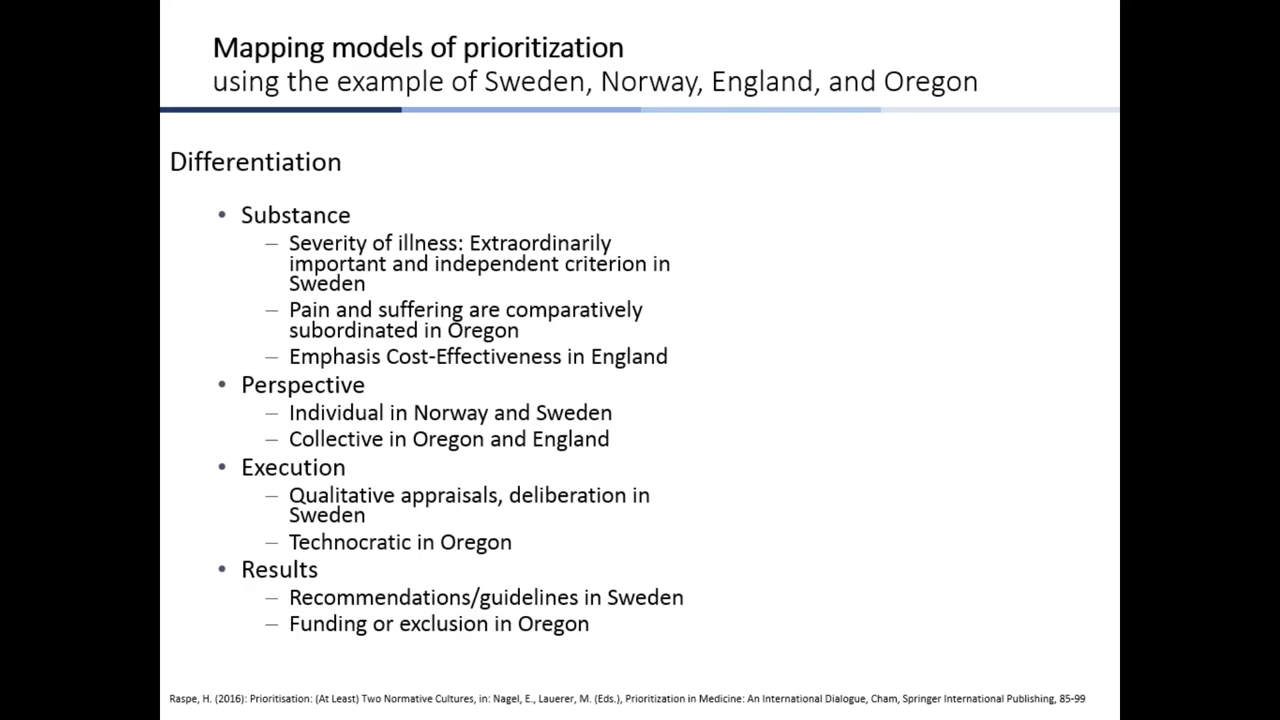 Mapping models of prioritization
using the example of Sweden, Norway, England, and Oregon
Differentiation
• Substance
– Severity of illness: Extraordinarily
important and independent criterion in
Sweden
– Pain and suffering are comparatively
subordinated in Oregon
– Emphasis Cost-Effectiveness in England
• Perspective
– Individual in Norway and Sweden
– Collective in Oregon and England
• Execution
– Qualitative appraisals, deliberation in
Sweden
– Technocratic in Oregon
• Results
– Recommendations/guidelines in Sweden
– Funding or exclusion in Oregon
Raspe, H. (2016): Prioritisation: (At Least) Two Normative Cultures, in: Nagel, E., Lauerer, M. (Eds.), Prioritization in Medicine: An International Dialogue, Cham, Springer International Publishing, 85-99